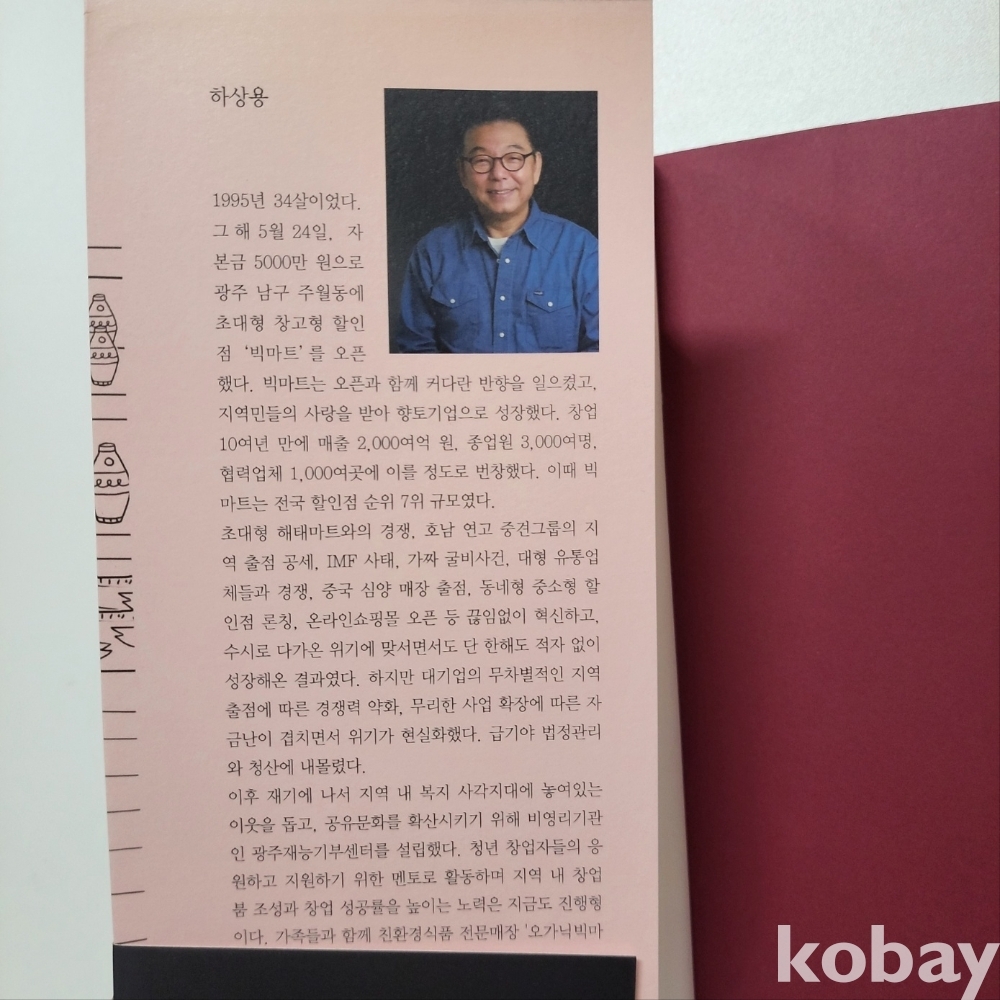 하상용
1995년 34살이었다.
그 해 5월 24일, 자
본금 5000만 원으로
광주 남구 주월동에
초대형 창고형 할인
점 '빅마트'를 오픈
했다. 빅마트는 오픈과 함께 커다란 반향을 일으켰고,
지역민들의 사랑을 받아 향토기업으로 성장했다. 창업
10여년 만에 매출 2,000여억 원, 종업원 3,000여명,
협력업체 1,000여곳에 이를 정도로 번창했다. 이때 빅
마트는 전국 할인점 순위 7위 규모였다.
초대형 해태마트와의 경쟁, 호남 연고 중견그룹의 지
역 출점 공세, IMF 사태, 가짜 굴비사건, 대형 유통업
체들과 경쟁, 중국 심양 매장 출점, 동네형 중소형 할
인점 론칭, 온라인쇼핑몰 오픈 등 끊임없이 혁신하고,
수시로 다가온 위기에 맞서면서도 단 한해도 적자 없이
성장해온 결과였다. 하지만 대기업의 무차별적인 지역
출점에 따른 경쟁력 약화, 무리한 사업 확장에 따른 자
금난이 겹치면서 위기가 현실화했다. 급기야 법정관리
와 청산에 내몰렸다.
이후 재기에 나서 지역 내 복지 사각지대에 놓여있는
이웃을 돕고, 공유문화를 확산시키기 위해 비영리기관
인 광주재능기부센터를 설립했다. 청년 창업자들의 응
원하고 지원하기 위한 멘토로 활동하며 지역 내 창업
붐 조성과 창업 성공률을 높이는 노력은 지금도 진행형
이다. 가족들과 함께 친환경식품 전문매장 '오가닉빅마
kobay